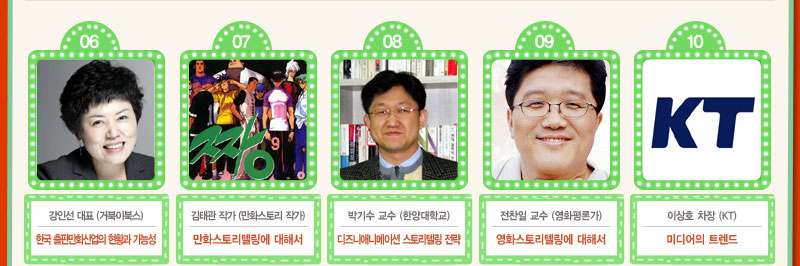 06
07
08
09
10
짱
9
KT
강인선 대표 (거북이북스)
한국 출판만화산업의 현황과 가능성
김태관 작가 (만화스토리 작가)
만화스토리텔링에 대해서
박기수 교수 (한양대학교)
디즈니애니메이션 스토리텔링 전략
전찬일 교수 (영화평론가)
영화스토리텔링에 대해서
이상호 차장 (KT)
미디어의 트렌드